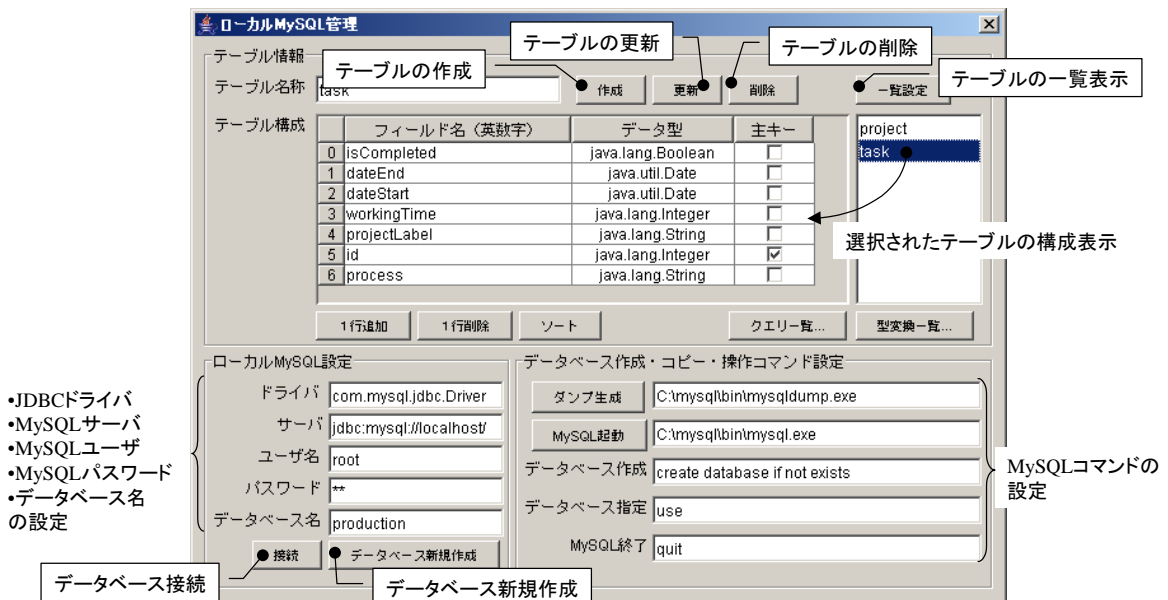 ローカルMySQL管理
テーブル情報
テーブルの更新
テーブルの削除
テーブルの作成
テーブルの一覧表示
テーブル名称 task 作成 更新 削除 一覧設定
テーブル構成 フィールド名（英数字） データ型 主キー
project
task
0 isCompleted java.lang.Boolean
1 dateEnd java.util.Date
2 dateStart java.util.Date
3 workingTime java.lang.Integer
4 projectLabel java.lang.String
5 id java.lang.Integer
6 process java.lang.String
選択されたテーブルの構成表示
1行追加 1行削除 ソート クエリ一覧... 型変換一覧...
ローカルMySQL設定
ドライバ com.mysql.jdbc.Driver
サーバ jdbc:mysql://localhost/
ユーザ名 root
パスワード **
データベース名 production
接続 データベース新規作成
データベース作成・コピー・操作コマンド設定
ダンプ生成 C:\mysql\bin\mysqldump.exe
MySQL起動 C:\mysql\bin\mysql.exe
データベース作成 create database if not exists
データベース指定 use
MySQL終了 quit
•JDBCドライバ
•MySQLサーバ
•MySQLユーザ
•MySQLパスワード
•データベース名
の設定
MySQLコマンドの
設定
データベース接続
データベース新規作成